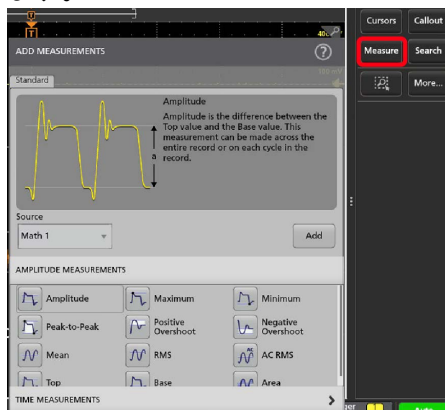 T
T
Cursors
Callout
ADD MEASUREMENTS
?
Measure
Search
Standard
More...
Amplitude
Amplitude is the difference between the
Top value and the Base value. This
measurement can be made across the
entire record or on each cycle in the
record.
a
Source
Math 1
Add
AMPLITUDE MEASUREMENTS
Amplitude
Maximum
Minimum
Peak-to-Peak
Positive
Overshoot
Negative
Overshoot
Mean
RMS
AC
AC RMS
Top
Base
Area
TIME MEASUREMENTS